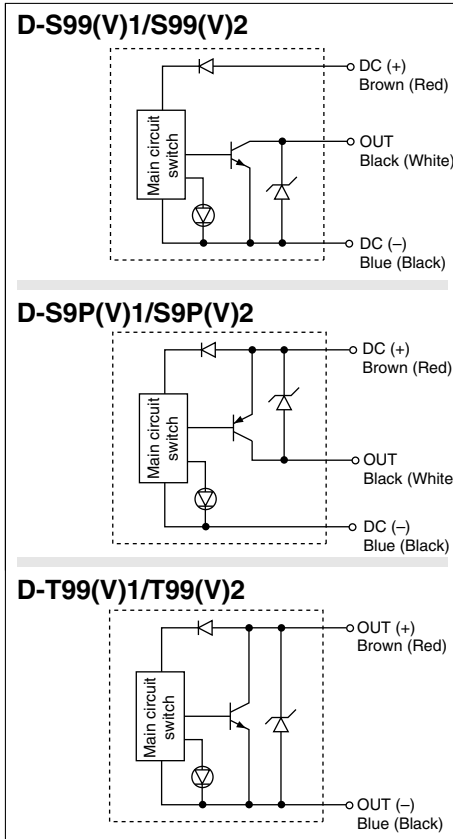 D-S99(V)1/S99(V)2
DC (+)
Brown (Red)
Main circuit
switch
OUT
Black (White)
DC (–)
Blue (Black)
D-S9P(V)1/S9P(V)2
DC (+)
Brown (Red)
Main circuit
switch
OUT
Black (White
DC (–)
Blue (Black)
D-T99(V)1/T99(V)2
OUT (+)
Brown (Red)
Main circuit
switch
OUT (–)
Blue (Black)